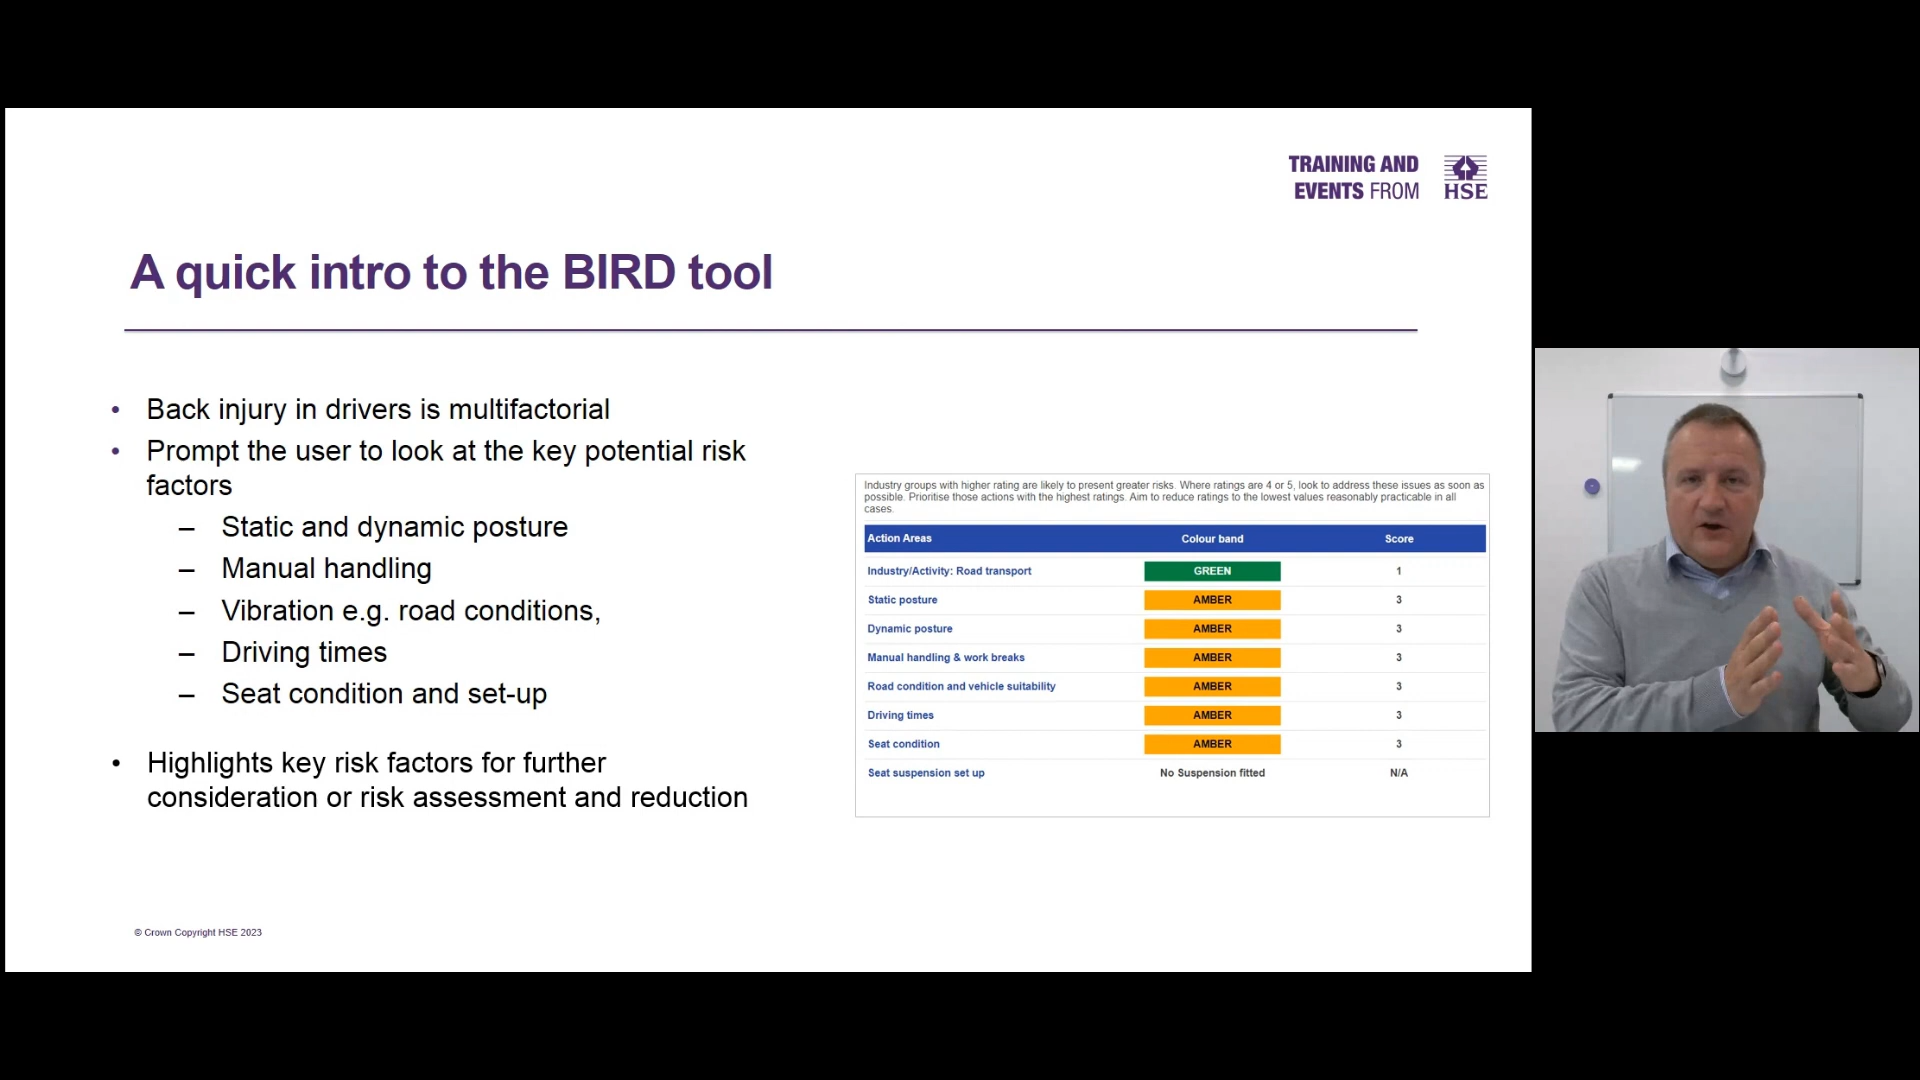 TRAINING AND
EVENTS FROM
HSE
A quick intro to the BIRD tool
• Back injury in drivers is multifactorial
• Prompt the user to look at the key potential risk
factors
– Static and dynamic posture
– Manual handling
– Vibration e.g. road conditions,
– Driving times
– Seat condition and set-up
• Highlights key risk factors for further
consideration or risk assessment and reduction
Industry groups with higher rating are likely to present greater risks. Where ratings are 4 or 5, look to address these issues as soon as
possible. Prioritise those actions with the highest ratings. Aim to reduce ratings to the lowest values reasonably practicable in all
cases.
Action Areas Colour band Score
Industry/Activity: Road transport GREEN 1
Static posture AMBER 3
Dynamic posture AMBER 3
Manual handling & work breaks AMBER 3
Road condition and vehicle suitability AMBER 3
Driving times AMBER 3
Seat condition AMBER 3
Seat suspension set up No Suspension fitted N/A
© Crown Copyright HSE 2023